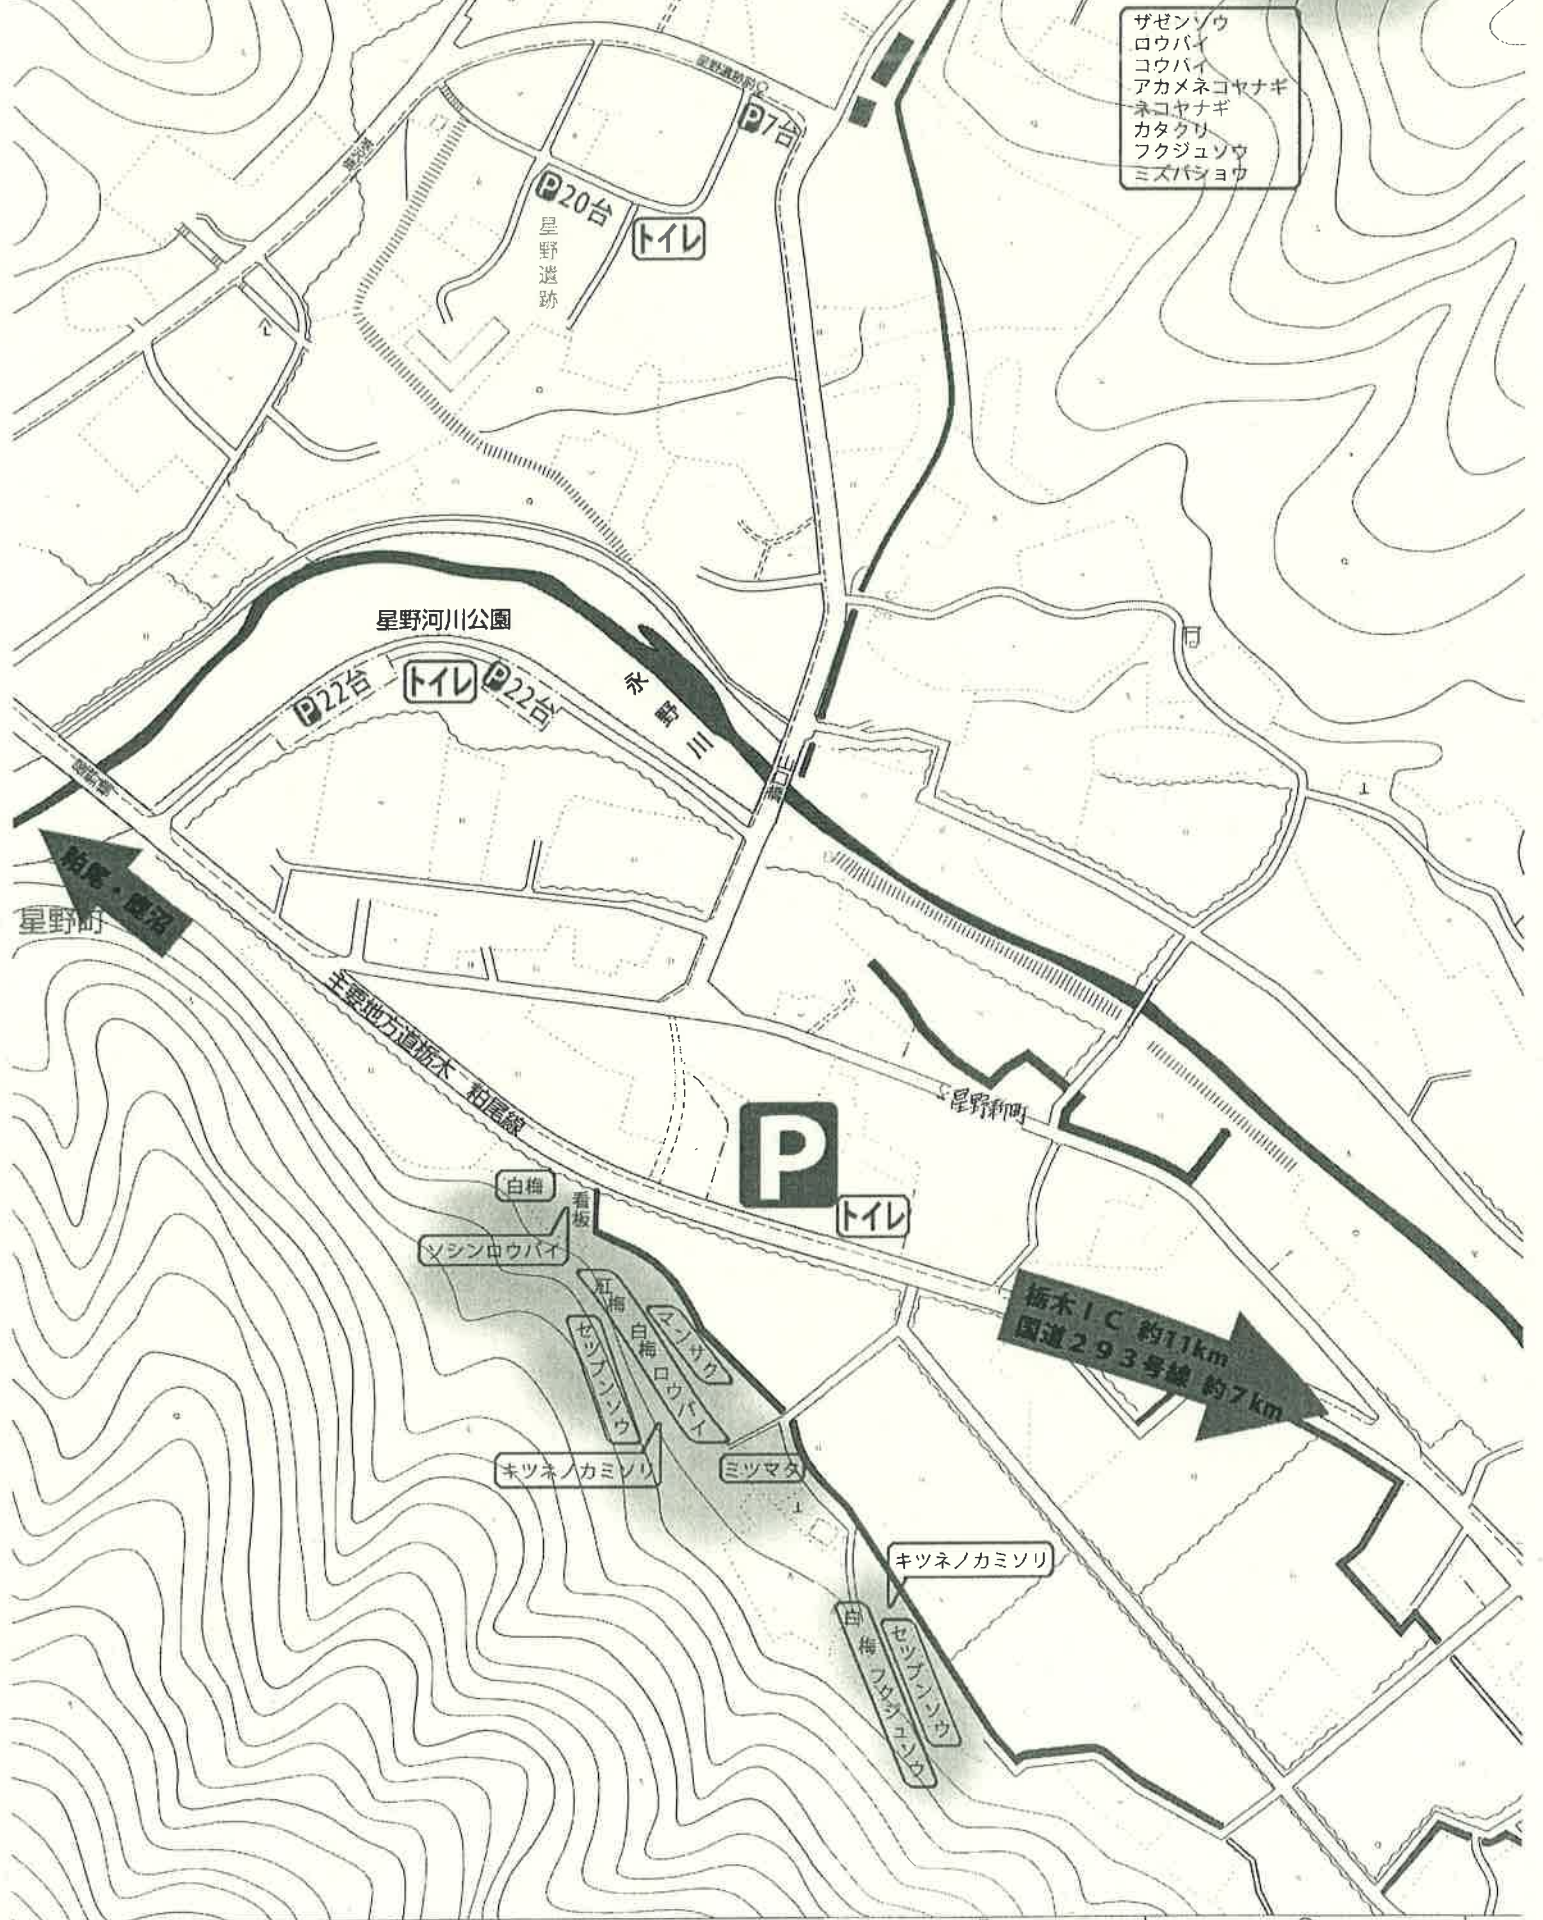 ザゼンソウ
ロウバイ
コウバイ
アカメネコヤナギ
ネコヤナギ
カタクリ
フクジュソウ
ミズバショウ
P7台
P20台
トイレ
星野遺跡
星野河川公園
P22台
トイレ
P22台
永野川
粕尾・鹿沼
星野町
主要地方道栃木 粕尾線
星野新町
P
トイレ
白梅
看板
ソシンロウバイ
紅梅 白梅 ロウバイ
マンサク
セツブンソウ
キツネノカミソリ
ミツマタ
栃木IC 約11km
国道293号線 約7km
キツネノカミソリ
白梅 フクジュソウ
セツブンソウ